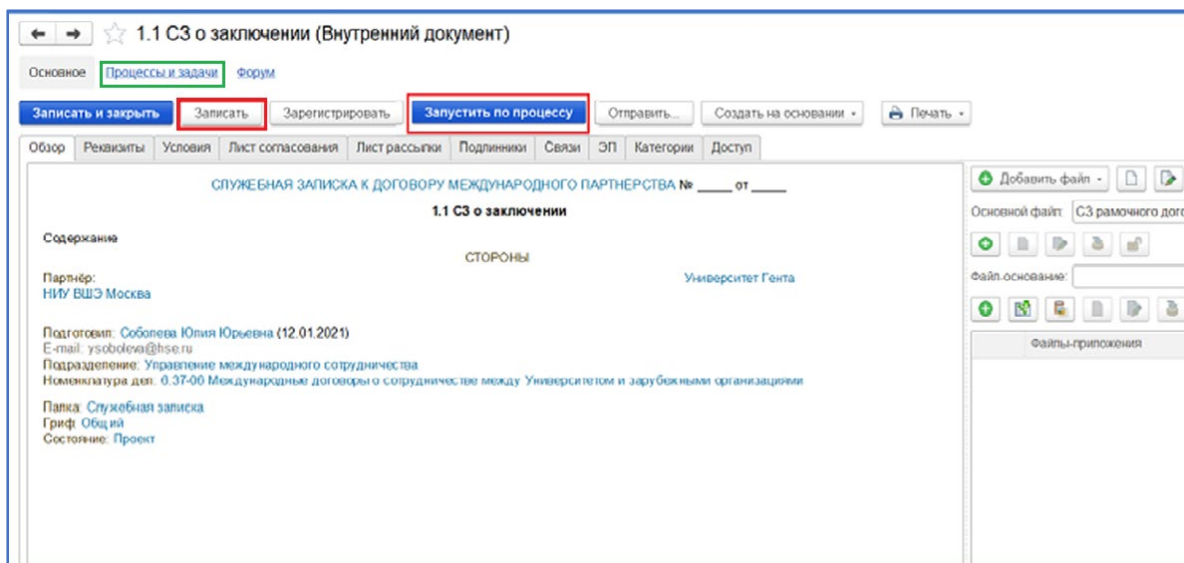 1.1 СЗ о заключении (Внутренний документ)
Основное Процессы и задачи Форум
Записать и закрыть Записать Зарегистрировать Запустить по процессу Отправить... Создать на основании Печать
Обзор Реквизиты Условия Лист согласования Лист рассылки Подлинники Связи ЭП Категории Доступ
СЛУЖЕБНАЯ ЗАПИСКА К ДОГОВОРУ МЕЖДУНАРОДНОГО ПАРТНЕРСТВА № _____ от _____
1.1 СЗ о заключении
Содержание
СТОРОНЫ
Партнёр: Университет Гента
НИУ ВШЭ Москва
Подготовил: Соболева Юлия Юрьевна (12.01.2021)
E-mail: ysoboleva@hse.ru
Подразделение: Управление международного сотрудничества
Номенклатура дел: 6.37-06 Международные договоры о сотрудничестве между Университетом и зарубежными организациями
Папка: Служебная записка
Гриф: Общий
Состояние: Проект
Добавить файл
Основной файл: СЗ рамочного дого
Файл-основание:
Файлы-приложения